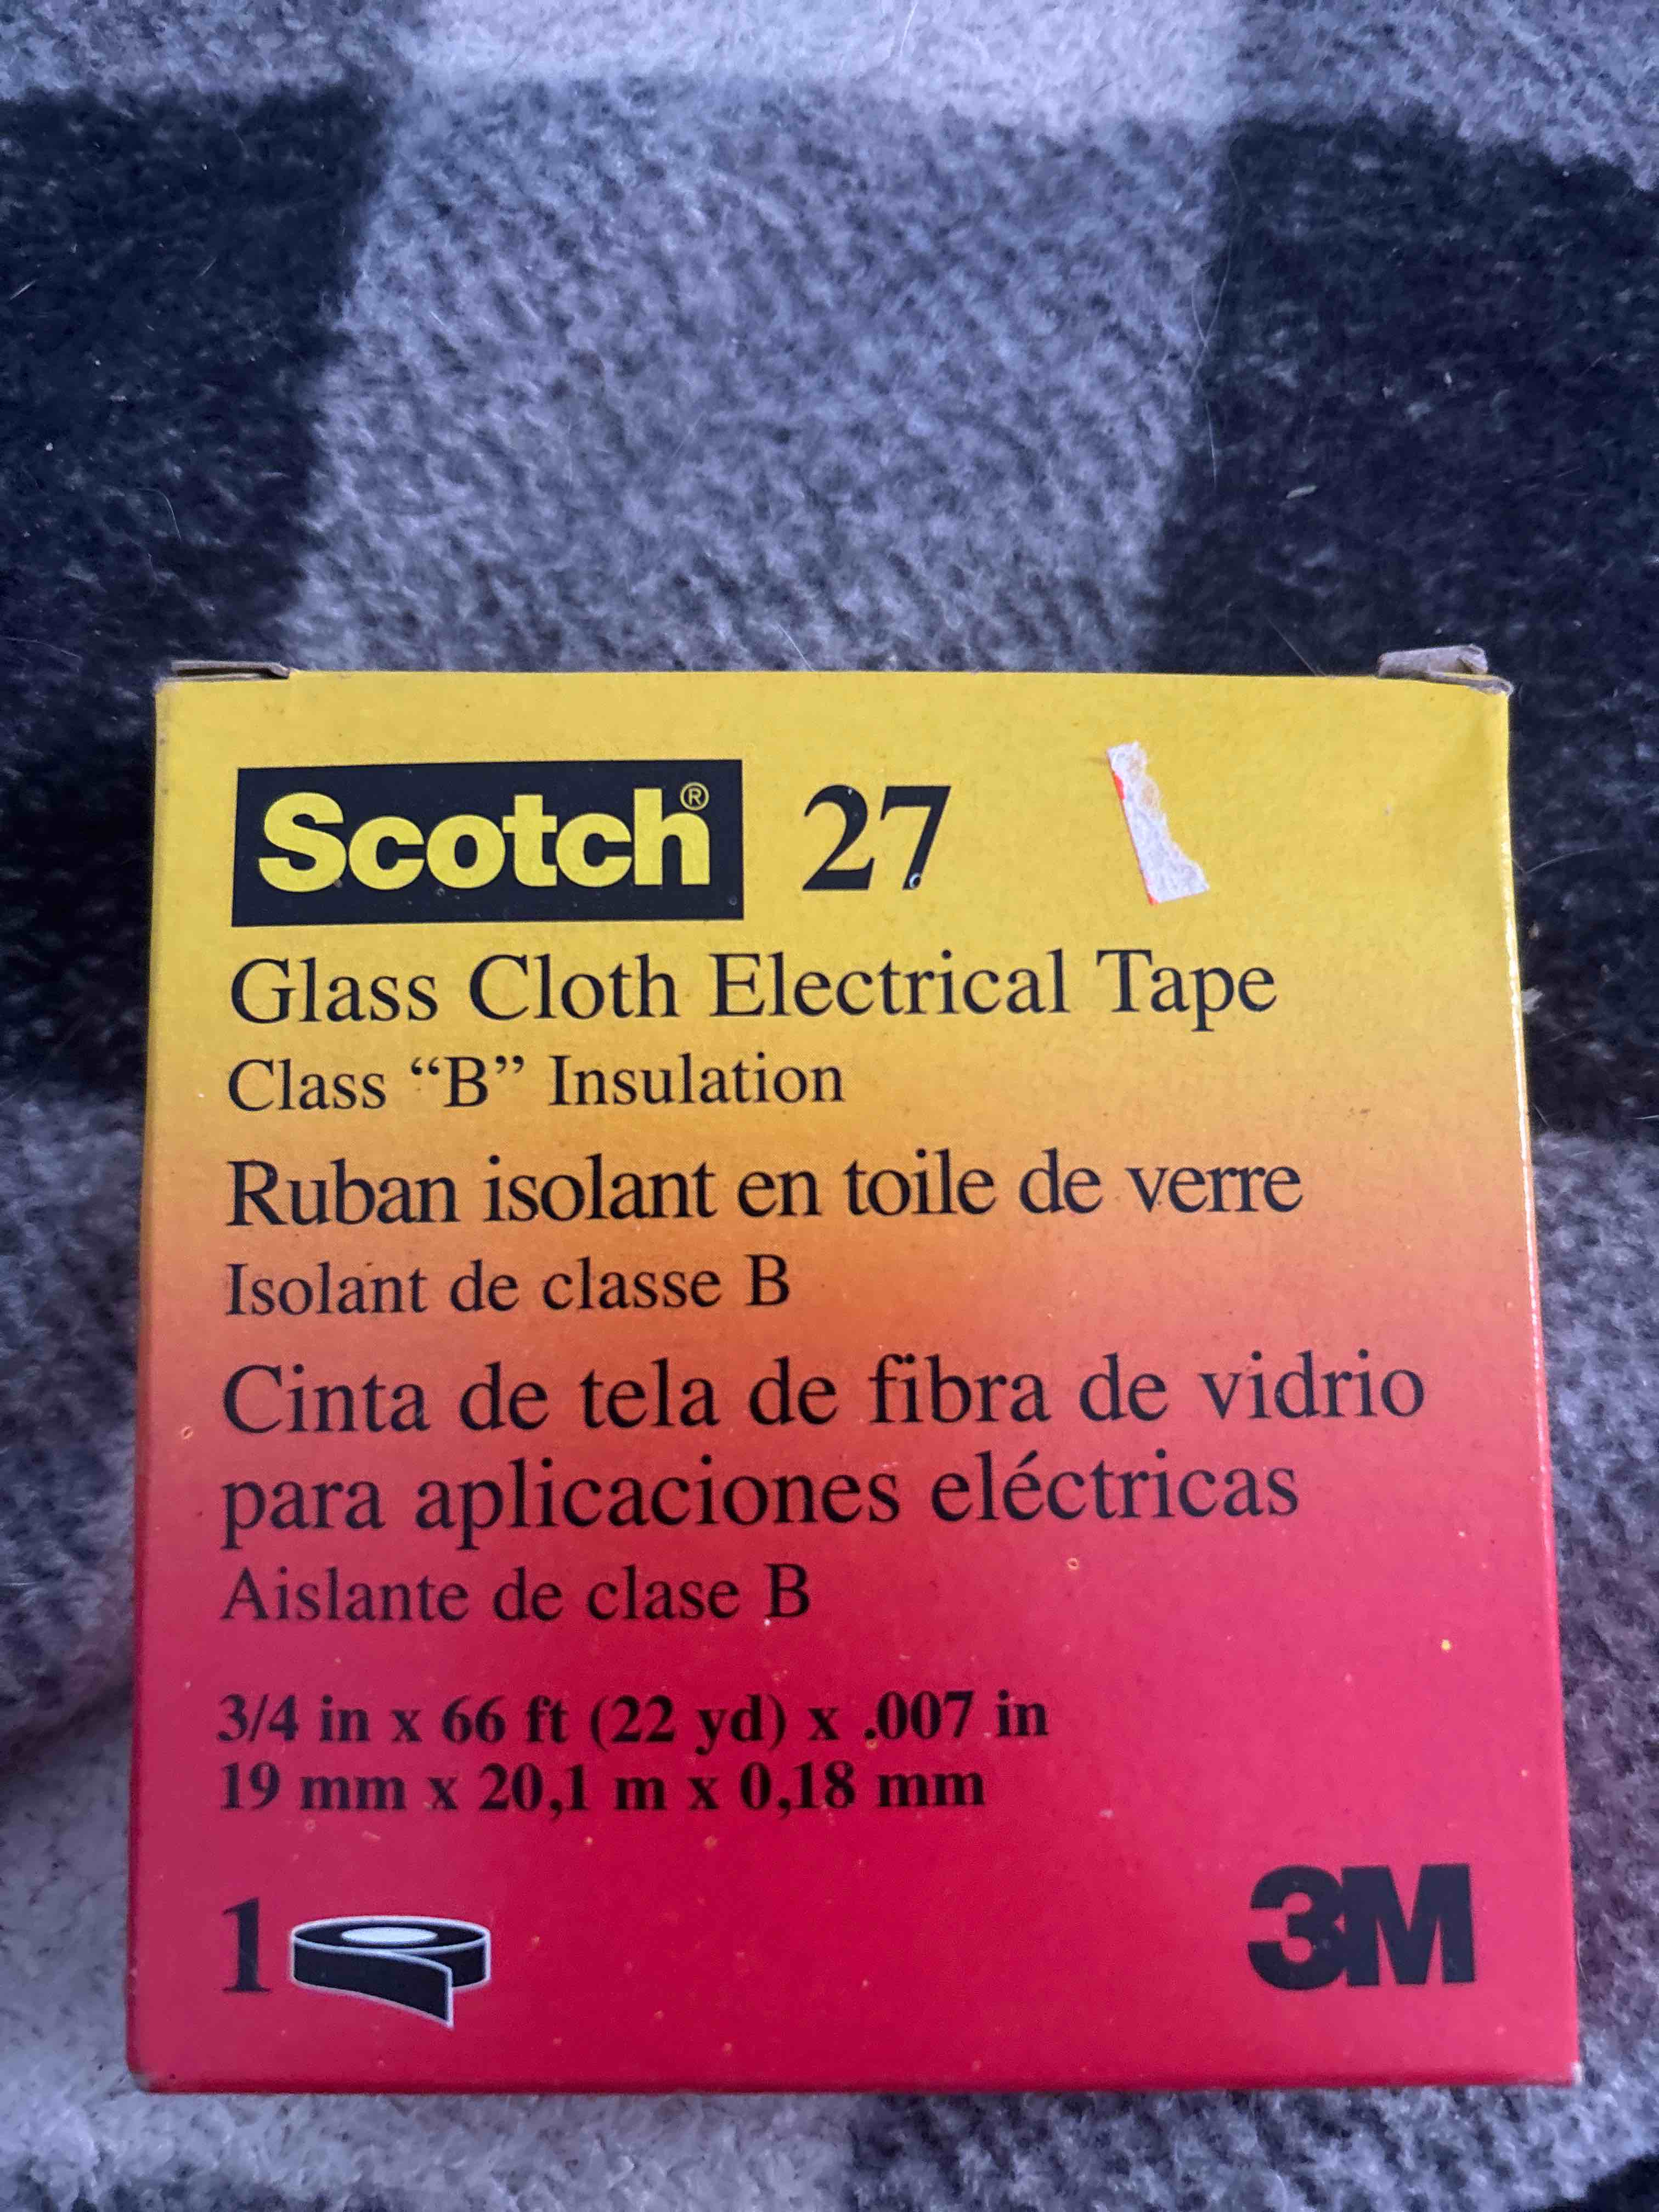 Scotch® 27
Glass Cloth Electrical Tape
Class “B” Insulation
Ruban isolant en toile de verre
Isolant de classe B
Cinta de tela de fibra de vidrio
para aplicaciones eléctricas
Aislante de clase B
3/4 in x 66 ft (22 yd) x .007 in
19 mm x 20,1 m x 0,18 mm
1
3M